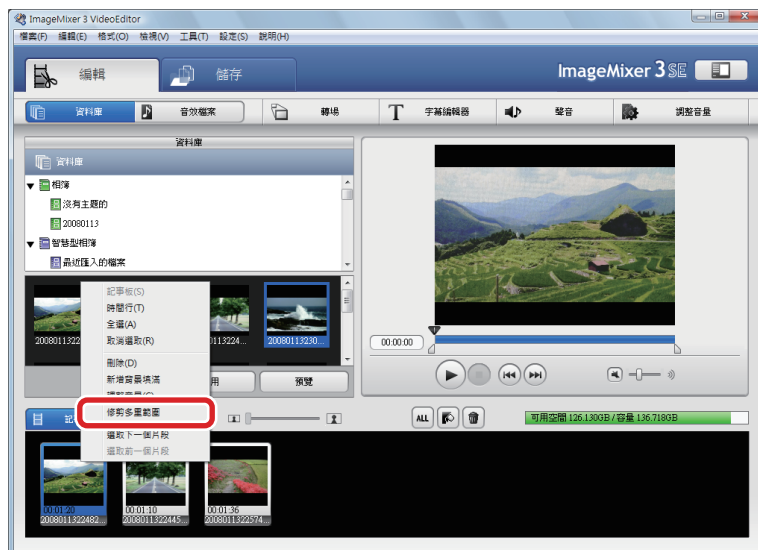 ImageMixer 3 VideoEditor
檔案(F) 編輯(E) 格式(O) 檢視(V) 工具(T) 設定(S) 說明(H)
編輯 儲存 ImageMixer 3 SE
資料庫 音效檔案 轉場 T 字幕編輯器 聲音 調整音量
資料庫
資料庫
相簿
沒有主題的
20080113
智慧型相簿
最近匯入的檔案
記事板(S)
時間行(T)
全選(A)
取消選取(R)
刪除(D)
新增背景填滿
修剪多重範圍
選取下一個片段
選取前一個片段
2008011322 0113224... 20080113230...
用 預覽
00:00:00
記 ALL 可用空間 126.130GB / 容量 136.718GB
00:01:20 00:01:10 00:01:36
2008011322482... 2008011322445... 2008011322574...